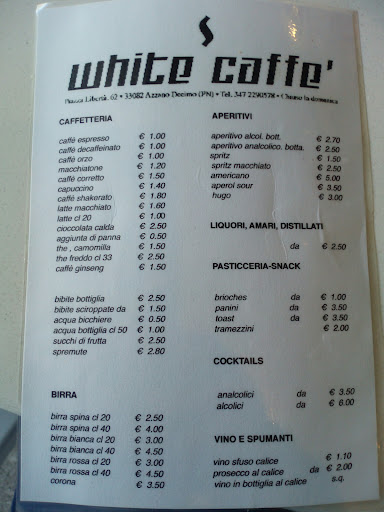 white caffe'
Piazza Libertà, 62 • 33082 Azzano Decimo (PN) • Tel. 347 2290578 • Chiuso la domenica
CAFFETTERIA
caffè espresso € 1.00
caffè decaffeinato € 1.00
caffè orzo € 1.00
macchiatone € 1.20
caffè corretto € 1.50
capuccino € 1.40
caffè shakerato € 1.80
latte macchiato € 1.60
latte cl 20 € 1.00
cioccolata calda € 2.50
aggiunta di panna € 0.50
the , camomilla € 1.50
the freddo cl 33 € 2.50
caffè ginseng € 1.50
bibite bottiglia € 2.50
bibite sciroppate da € 1.50
acqua bicchiere € 0.50
acqua bottiglia cl 50 € 1.00
succhi di frutta € 2.50
spremute € 2.80
BIRRA
birra spina cl 20 € 2.50
birra spina cl 40 € 4.00
birra bianca cl 20 € 3.00
birra bianca cl 40 € 4.50
birra rossa cl 20 € 3.00
birra rossa cl 40 € 4.50
corona € 3.50
APERITIVI
aperitivo alcol. bott. € 2.70
aperitivo analcolico. botta. € 2.50
spritz € 1.50
spritz macchiato € 2.50
americano € 5.00
aperol sour € 3.50
hugo € 3.00
LIQUORI, AMARI, DISTILLATI
da € 2.50
PASTICCERIA-SNACK
brioches da € 1.00
panini da € 3.50
toast da € 3.50
tramezzini € 2.00
COCKTAILS
analcolici da € 3.50
alcolici da € 6.00
VINO E SPUMANTI
vino sfuso calice € 1.10
prosecco al calice da € 2.00
vino in bottiglia al calice s.q.